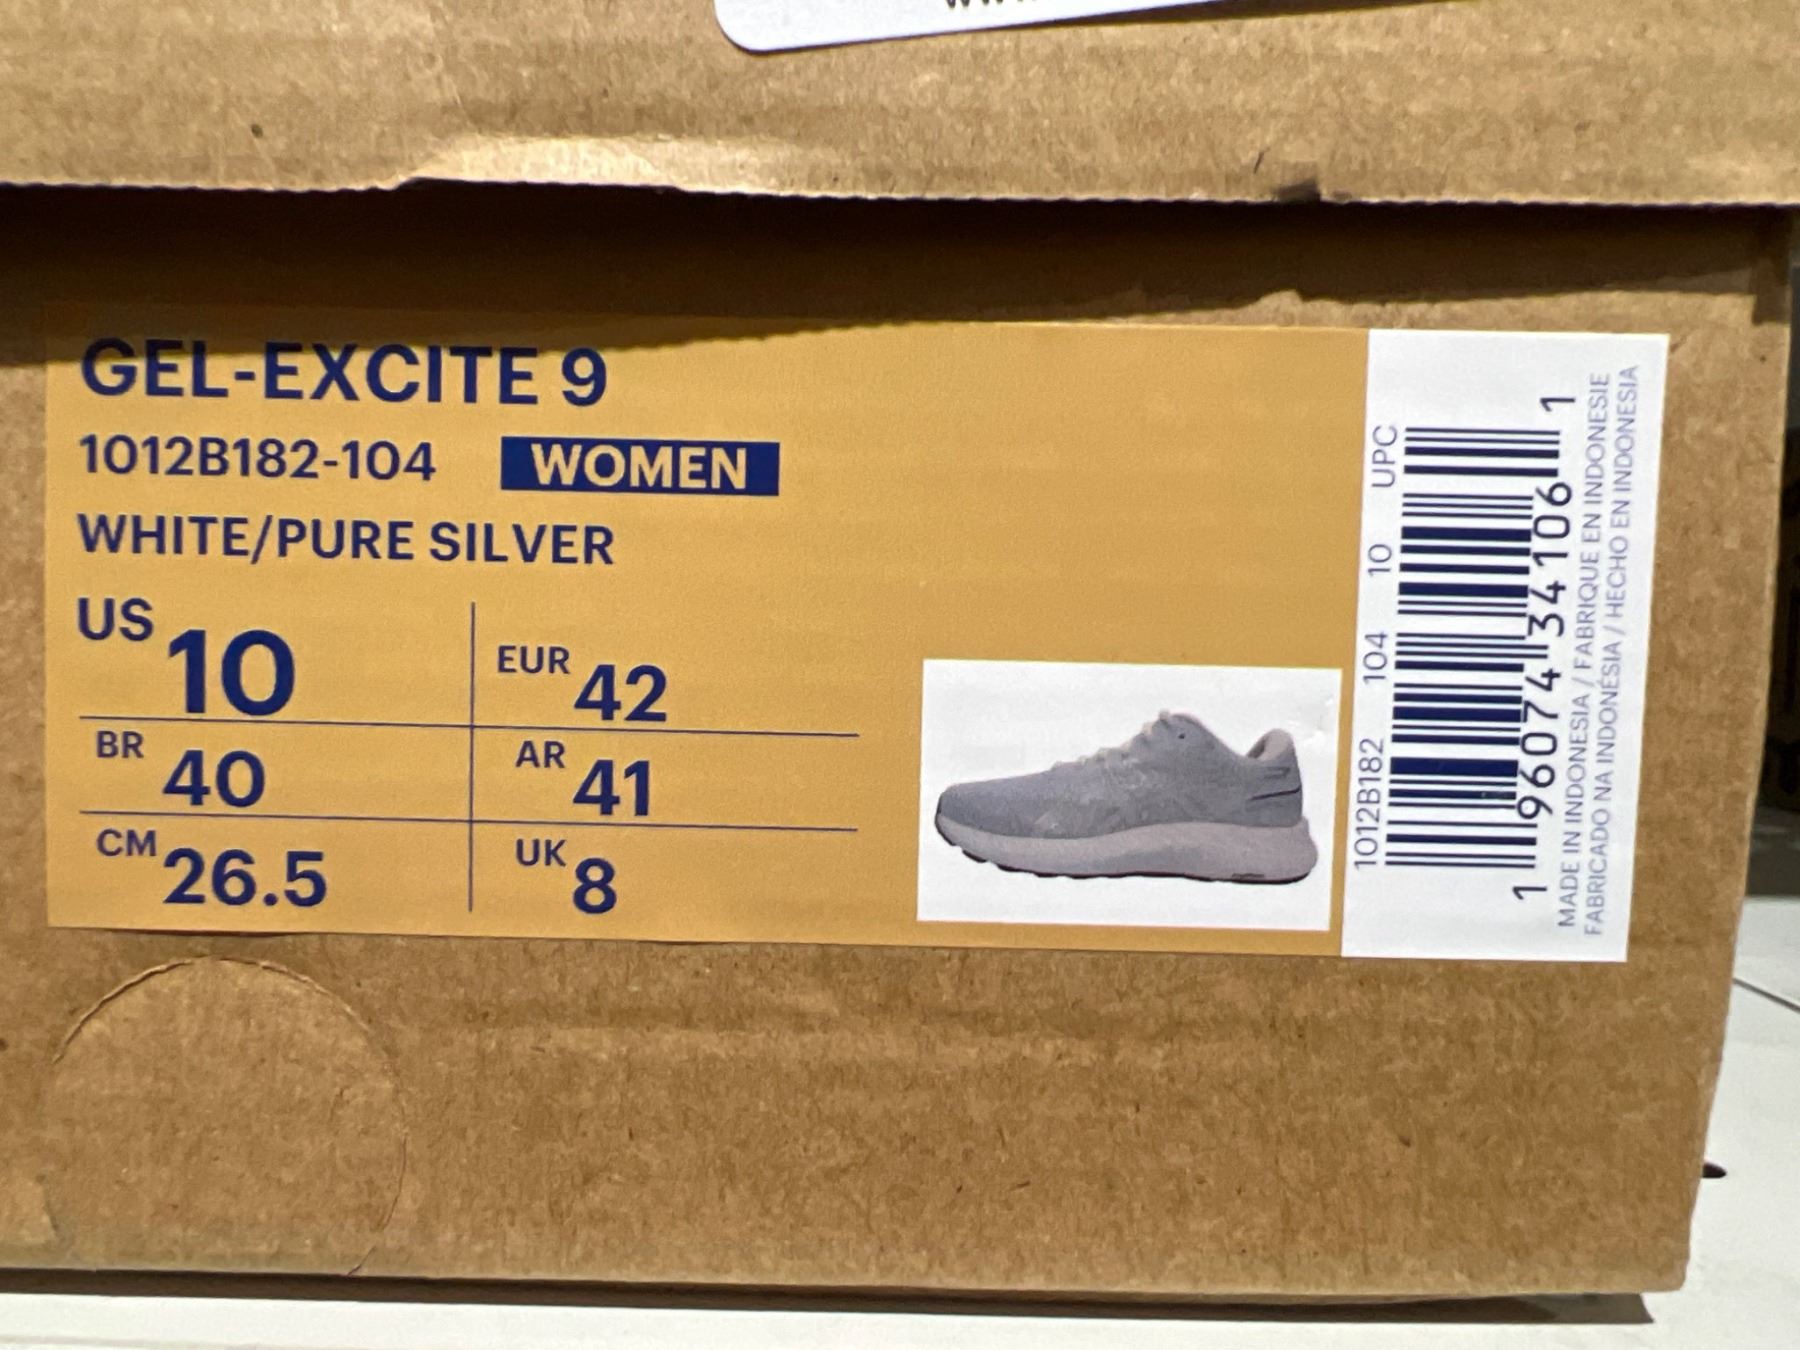 GEL-EXCITE 9
1012B182-104 WOMEN
WHITE/PURE SILVER
US 10
EUR 42
BR 40
AR 41
CM 26.5
UK 8
1012B182 104 10 UPC
1 96074 34106 1
MADE IN INDONESIA / FABRIQUE EN INDONESIE
FABRICADO NA INDONÉSIA / HECHO EN INDONESIA